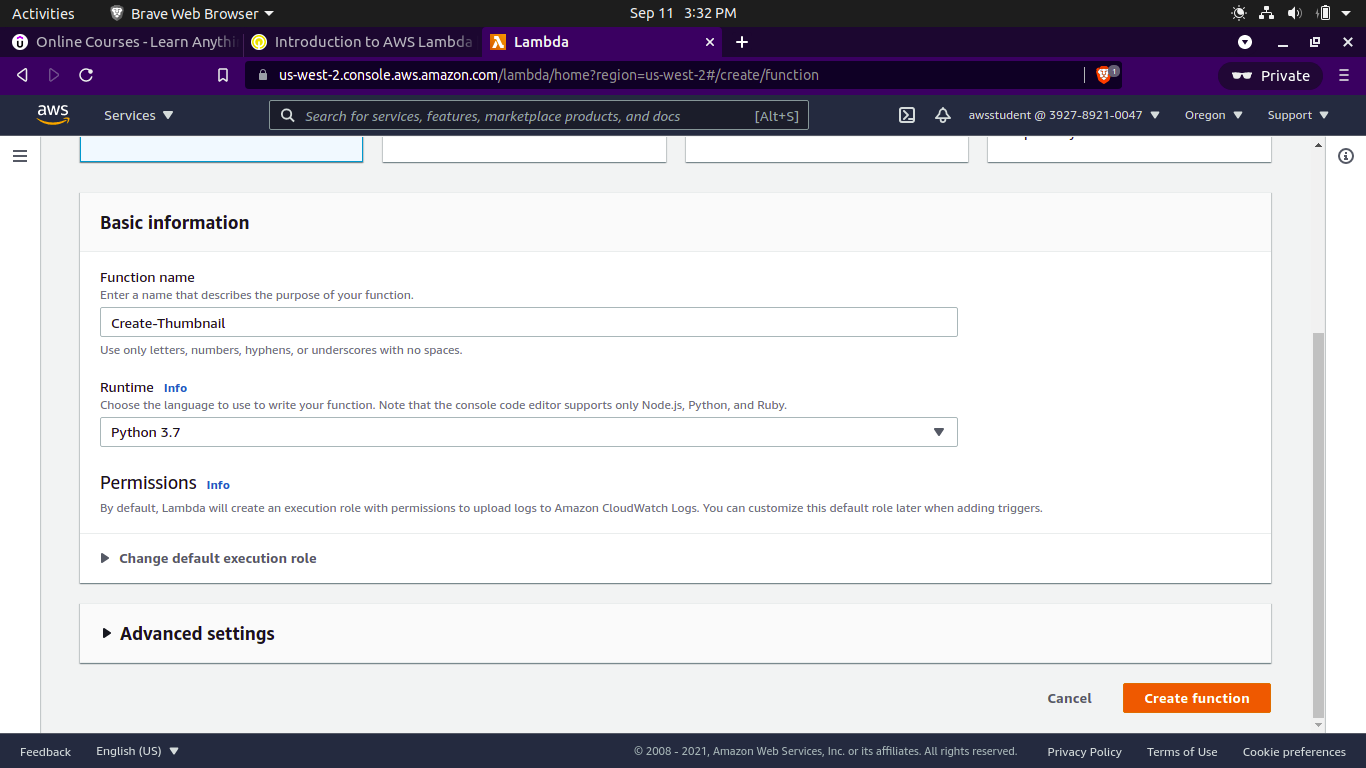 Activities Brave Web Browser Sep 11 3:32 PM
Online Courses - Learn Anythi Introduction to AWS Lambda Lambda
us-west-2.console.aws.amazon.com/lambda/home?region=us-west-2#/create/function 1 Private
aws Services Search for services, features, marketplace products, and docs [Alt+S] awsstudent @ 3927-8921-0047 Oregon Support
Basic information
Function name
Enter a name that describes the purpose of your function.
Create-Thumbnail
Use only letters, numbers, hyphens, or underscores with no spaces.
Runtime Info
Choose the language to use to write your function. Note that the console code editor supports only Node.js, Python, and Ruby.
Python 3.7
Permissions Info
By default, Lambda will create an execution role with permissions to upload logs to Amazon CloudWatch Logs. You can customize this default role later when adding triggers.
Change default execution role
Advanced settings
Cancel Create function
Feedback English (US) © 2008 - 2021, Amazon Web Services, Inc. or its affiliates. All rights reserved. Privacy Policy Terms of Use Cookie preferences